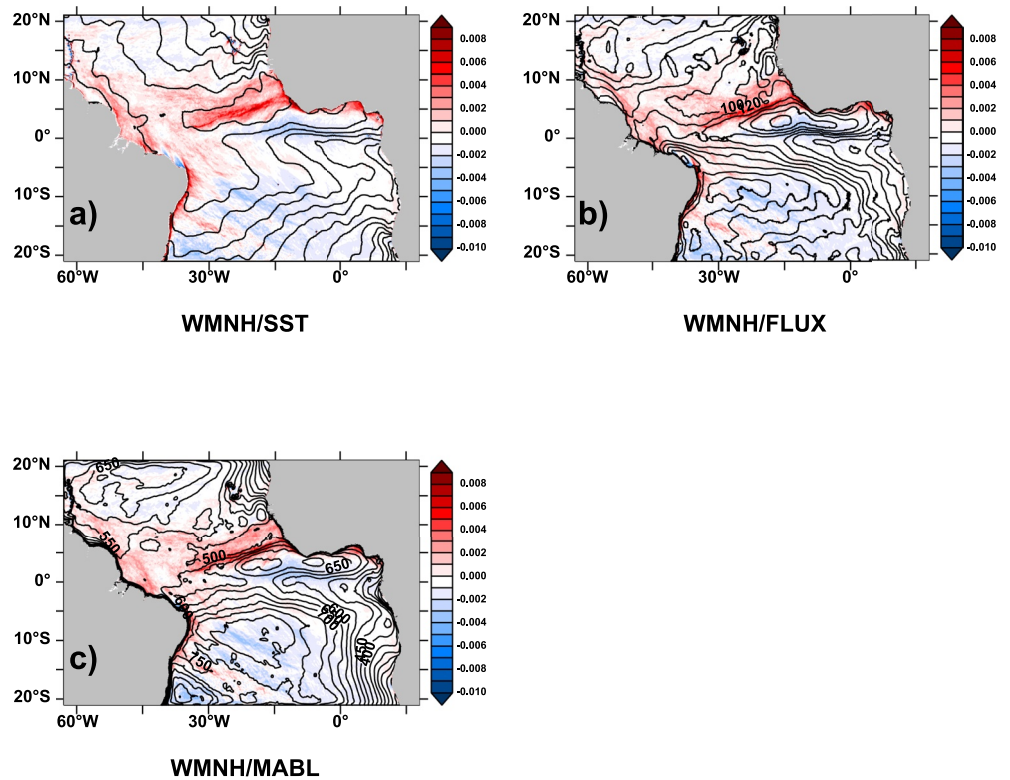 20°N
10°N
0°
10°S
20°S
60°W 30°W 0°
a)
0.008
0.006
0.004
0.002
0.000
-0.002
-0.004
-0.006
-0.008
-0.010
WMNH/SST
20°N
10°N
0°
10°S
20°S
60°W 30°W 0°
b)
20
0.008
0.006
0.004
0.002
0.000
-0.002
-0.004
-0.006
-0.008
-0.010
WMNH/FLUX
20°N
10°N
0°
10°S
20°S
60°W 30°W 0°
c)
650
550
500
650
600
750
450
400
0.008
0.006
0.004
0.002
0.000
-0.002
-0.004
-0.006
-0.008
-0.010
WMNH/MABL